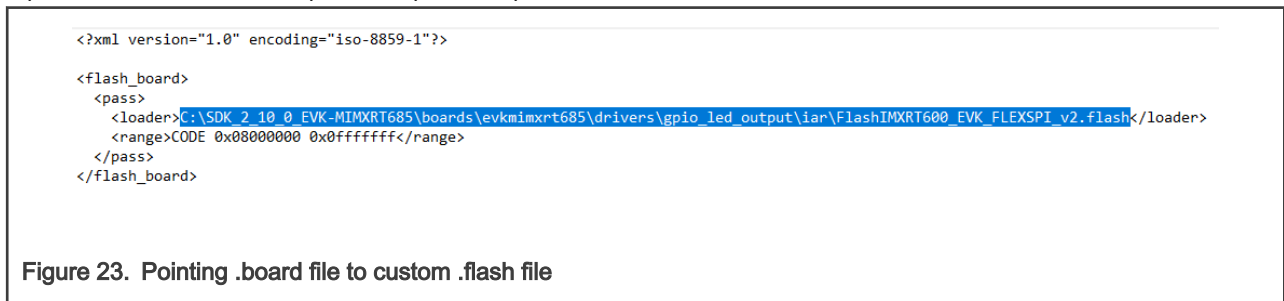 <?xml version="1.0" encoding="iso-8859-1"?>
<flash_board>
<pass>
<loader>C:\SDK_2_10_0_EVK-MIMXRT685\boards\evkmimxrt685\drivers\gpio_led_output\iar\FlashIMXRT600_EVK_FLEXSPI_v2.flash</loader>
<range>CODE 0x08000000 0x0fffffff</range>
</pass>
</flash_board>
Figure 23. Pointing .board file to custom .flash file